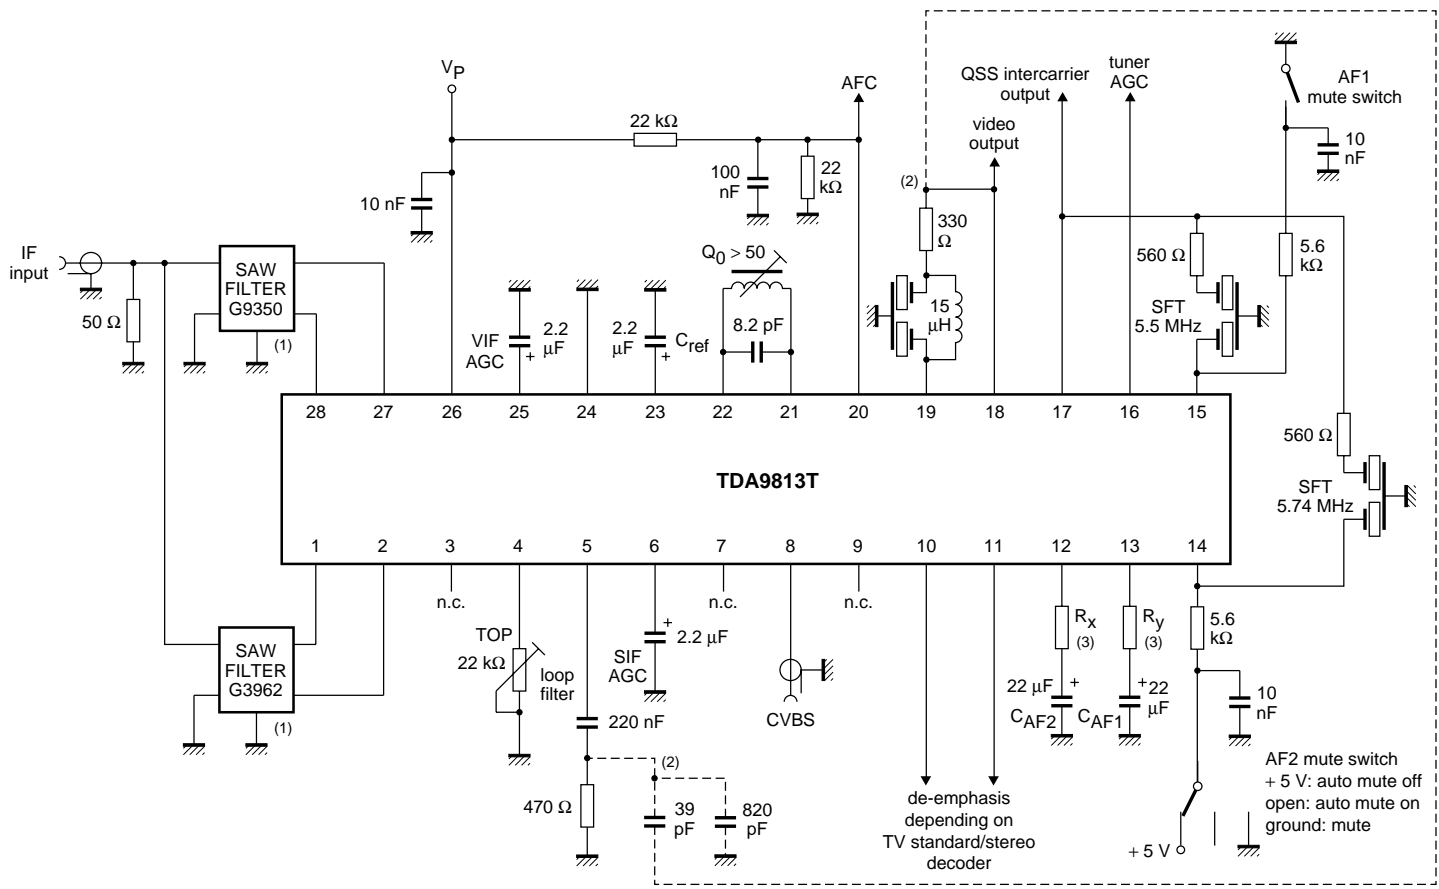 VP
22 kΩ
AFC
10 nF
100
nF
22
kΩ
QSS intercarrier
output
tuner
AGC
video
output
AF1
mute switch
10
nF
(2)
330
Ω
560 Ω
5.6
kΩ
SFT
5.5 MHz
IF
input
50 Ω
SAW
FILTER
G9350
(1)
VIF
AGC
2.2
μF
+
2.2
μF
+
Cref
Q0 > 50
8.2 pF
15
μH
28
27
26
25
24
23
22
21
20
19
18
17
16
15
560 Ω
SFT
5.74 MHz
TDA9813T
1
2
3
4
5
6
7
8
9
10
11
12
13
14
n.c.
n.c.
n.c.
SAW
FILTER
G3962
(1)
TOP
22 kΩ
loop
filter
220 nF
470 Ω
SIF
AGC
+
2.2 μF
(2)
39
pF
820
pF
CVBS
de-emphasis
depending on
TV standard/stereo
decoder
Rx
(3)
Ry
(3)
22 μF
+
CAF2
CAF1
+
22
μF
5.6
kΩ
10
nF
+ 5 V
AF2 mute switch
+ 5 V: auto mute off
open: auto mute on
ground: mute